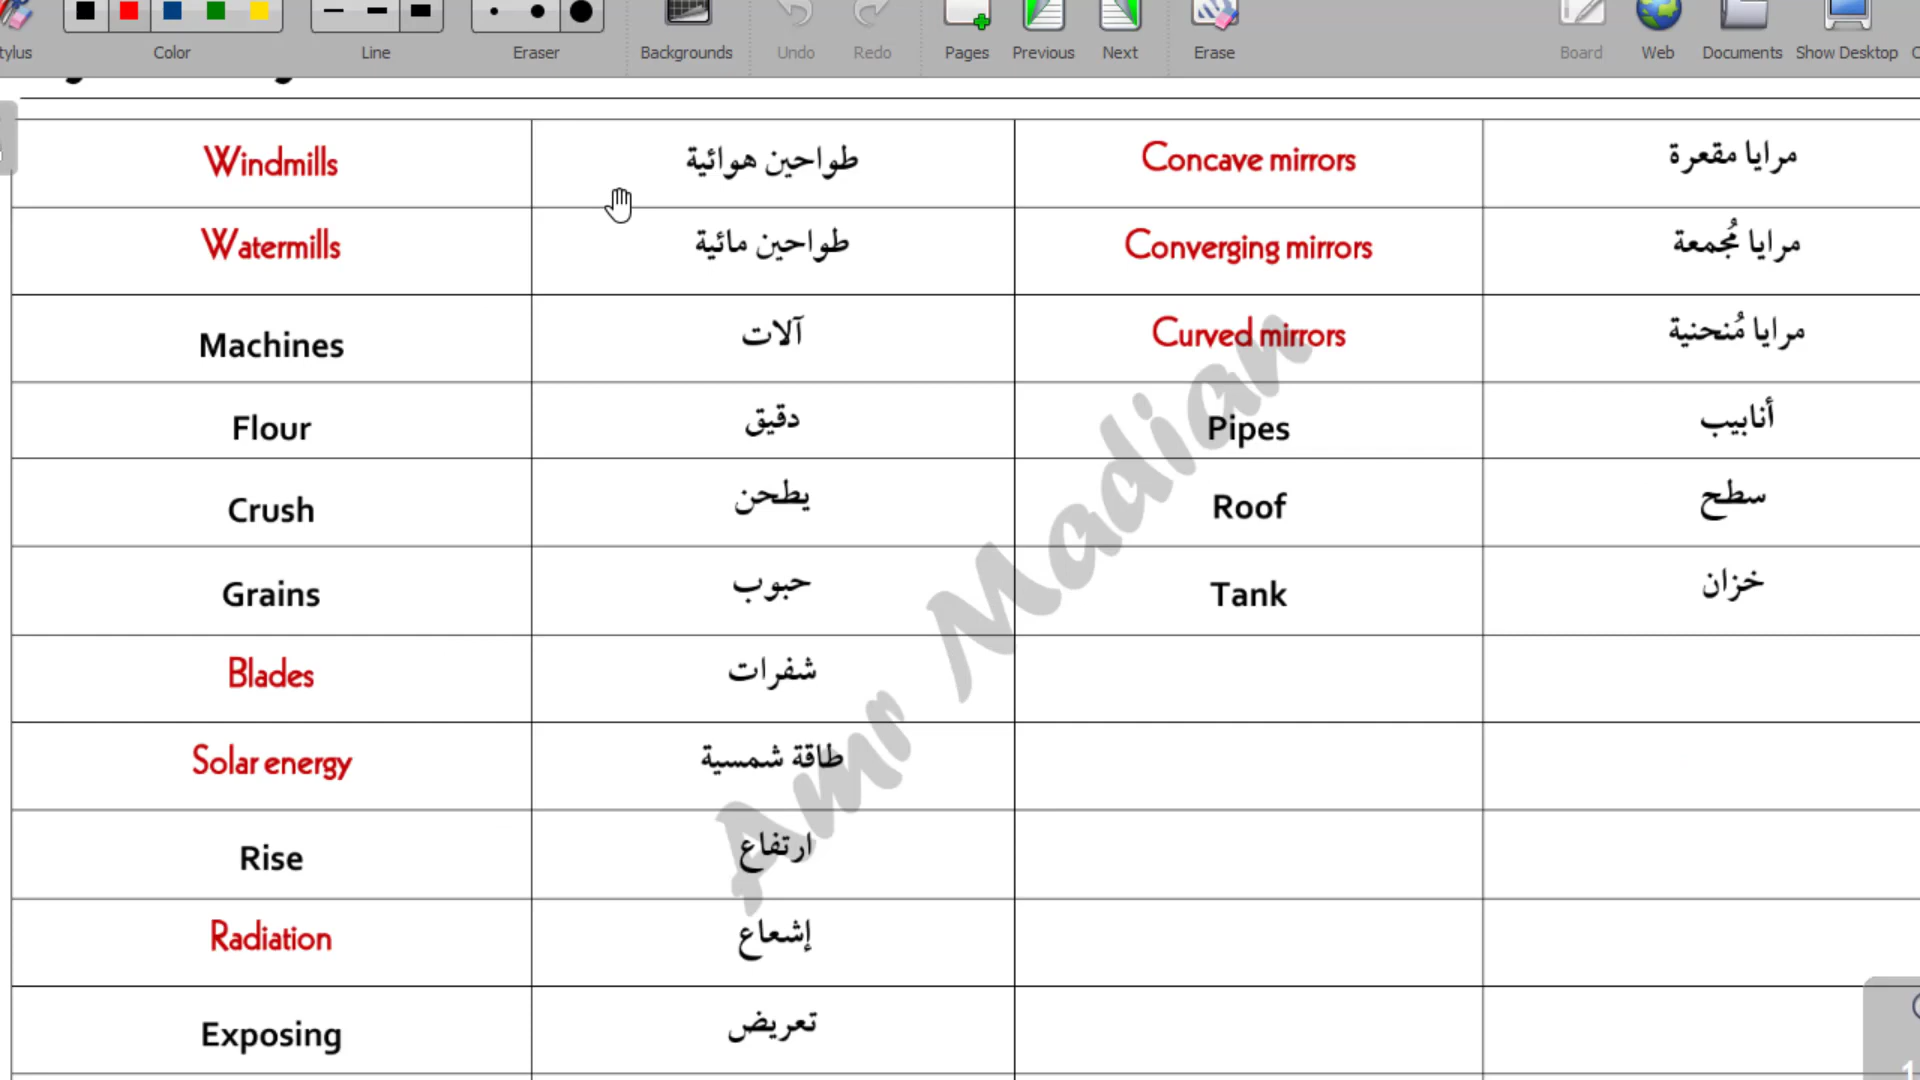 Color
Line
Eraser
Backgrounds
Undo
Redo
Pages
Previous
Next
Erase
Board
Web
Documents
Show Desktop
Windmills
طواحين هوائية
Concave mirrors
مرايا مقعرة
Watermills
طواحين مائية
Converging mirrors
مرايا مُجمعة
Machines
آلات
Curved mirrors
مرايا مُنحنية
Flour
دقيق
Pipes
أنابيب
Crush
يطحن
Roof
سطح
Grains
حبوب
Tank
خزان
Blades
شفرات
Solar energy
طاقة شمسية
Rise
ارتفاع
Radiation
إشعاع
Exposing
تعريض
Amr Madian